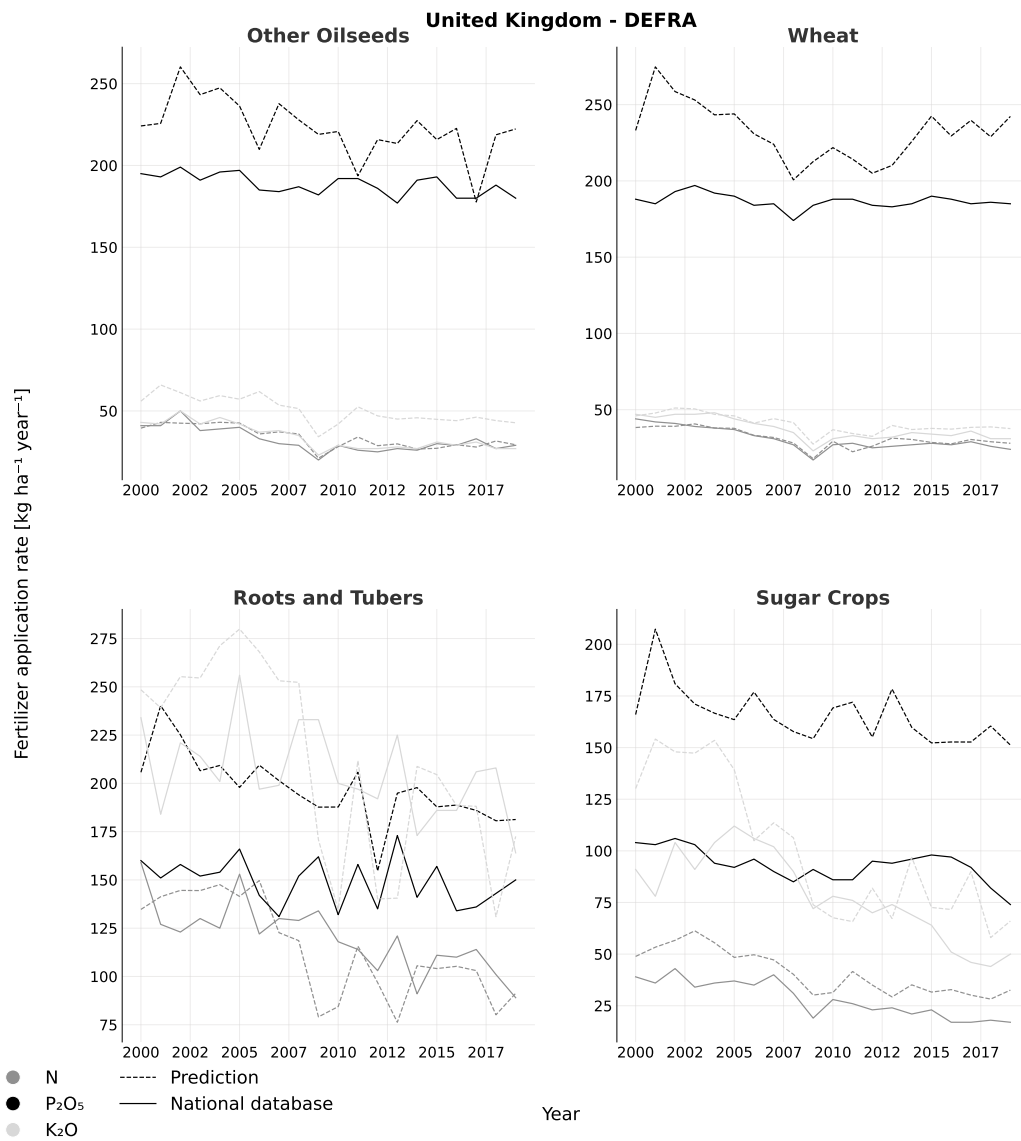 United Kingdom - DEFRA
Other Oilseeds
Wheat
250
200
150
100
50
2000 2002 2005 2007 2010 2012 2015 2017
250
200
150
100
50
2000 2002 2005 2007 2010 2012 2015 2017
Fertilizer application rate [kg ha⁻¹ year⁻¹]
Roots and Tubers
Sugar Crops
275
250
225
200
175
150
125
100
75
2000 2002 2005 2007 2010 2012 2015 2017
200
175
150
125
100
75
50
25
2000 2002 2005 2007 2010 2012 2015 2017
N
P₂O₅
K₂O
Prediction
National database
Year